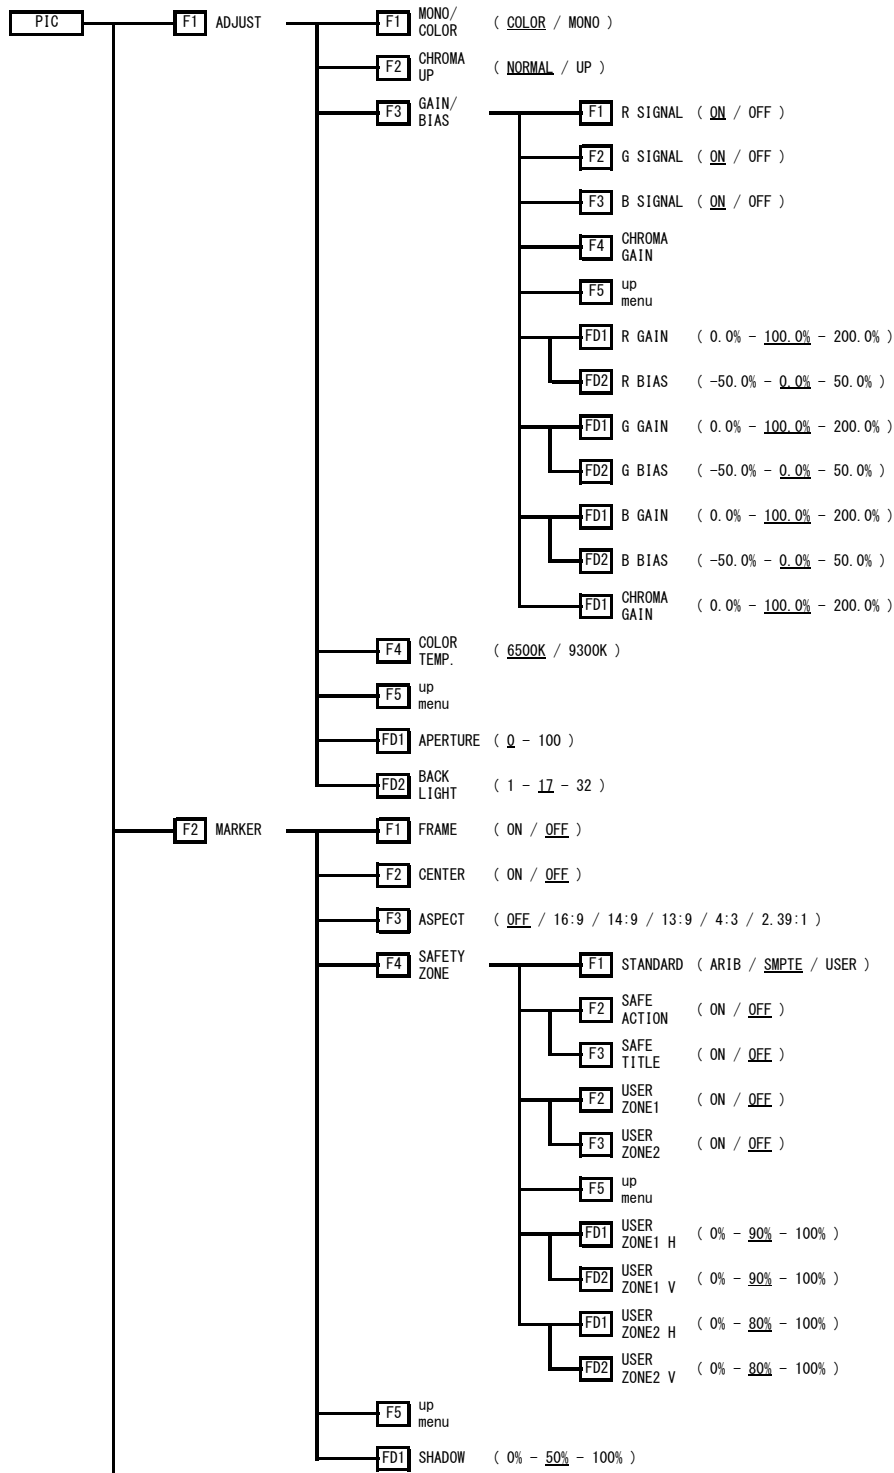 PIC F1 ADJUST F1 MONO/
COLOR ( COLOR / MONO )
F2 CHROMA
UP ( NORMAL / UP )
F3 GAIN/
BIAS F1 R SIGNAL ( ON / OFF )
F2 G SIGNAL ( ON / OFF )
F3 B SIGNAL ( ON / OFF )
F4 CHROMA
GAIN
F5 up
menu
FD1 R GAIN ( 0.0% - 100.0% - 200.0% )
FD2 R BIAS ( -50.0% - 0.0% - 50.0% )
FD1 G GAIN ( 0.0% - 100.0% - 200.0% )
FD2 G BIAS ( -50.0% - 0.0% - 50.0% )
FD1 B GAIN ( 0.0% - 100.0% - 200.0% )
FD2 B BIAS ( -50.0% - 0.0% - 50.0% )
FD1 CHROMA
GAIN ( 0.0% - 100.0% - 200.0% )
F4 COLOR
TEMP. ( 6500K / 9300K )
F5 up
menu
FD1 APERTURE ( 0 - 100 )
FD2 BACK
LIGHT ( 1 - 17 - 32 )
F2 MARKER F1 FRAME ( ON / OFF )
F2 CENTER ( ON / OFF )
F3 ASPECT ( OFF / 16:9 / 14:9 / 13:9 / 4:3 / 2.39:1 )
F4 SAFETY
ZONE F1 STANDARD ( ARIB / SMPTE / USER )
F2 SAFE
ACTION ( ON / OFF )
F3 SAFE
TITLE ( ON / OFF )
F2 USER
ZONE1 ( ON / OFF )
F3 USER
ZONE2 ( ON / OFF )
F5 up
menu
FD1 USER
ZONE1 H ( 0% - 90% - 100% )
FD2 USER
ZONE1 V ( 0% - 90% - 100% )
FD1 USER
ZONE2 H ( 0% - 80% - 100% )
FD2 USER
ZONE2 V ( 0% - 80% - 100% )
F5 up
menu
FD1 SHADOW ( 0% - 50% - 100% )